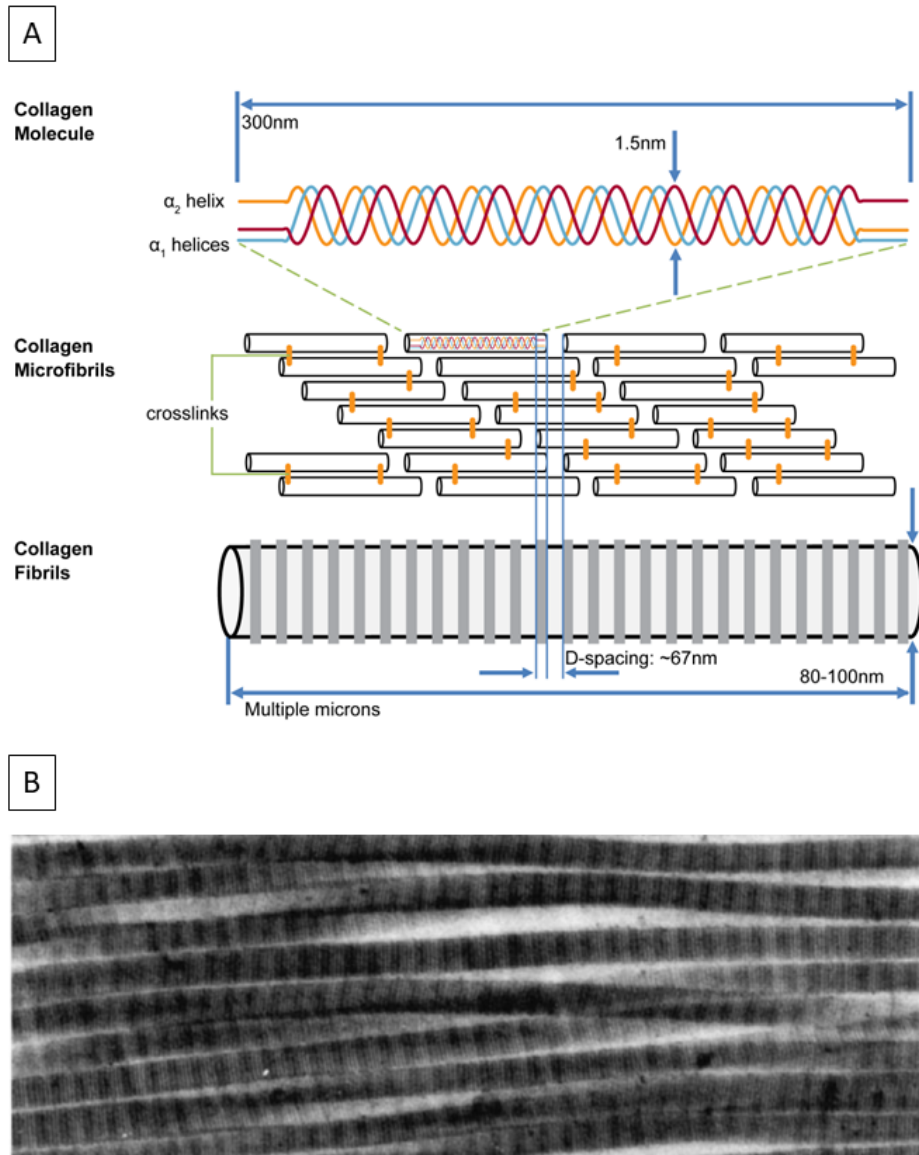 A
Collagen
Molecule
300nm
1.5nm
α₂ helix
α₁ helices
Collagen
Microfibrils
crosslinks
Collagen
Fibrils
D-spacing: ~67nm
80-100nm
Multiple microns
B